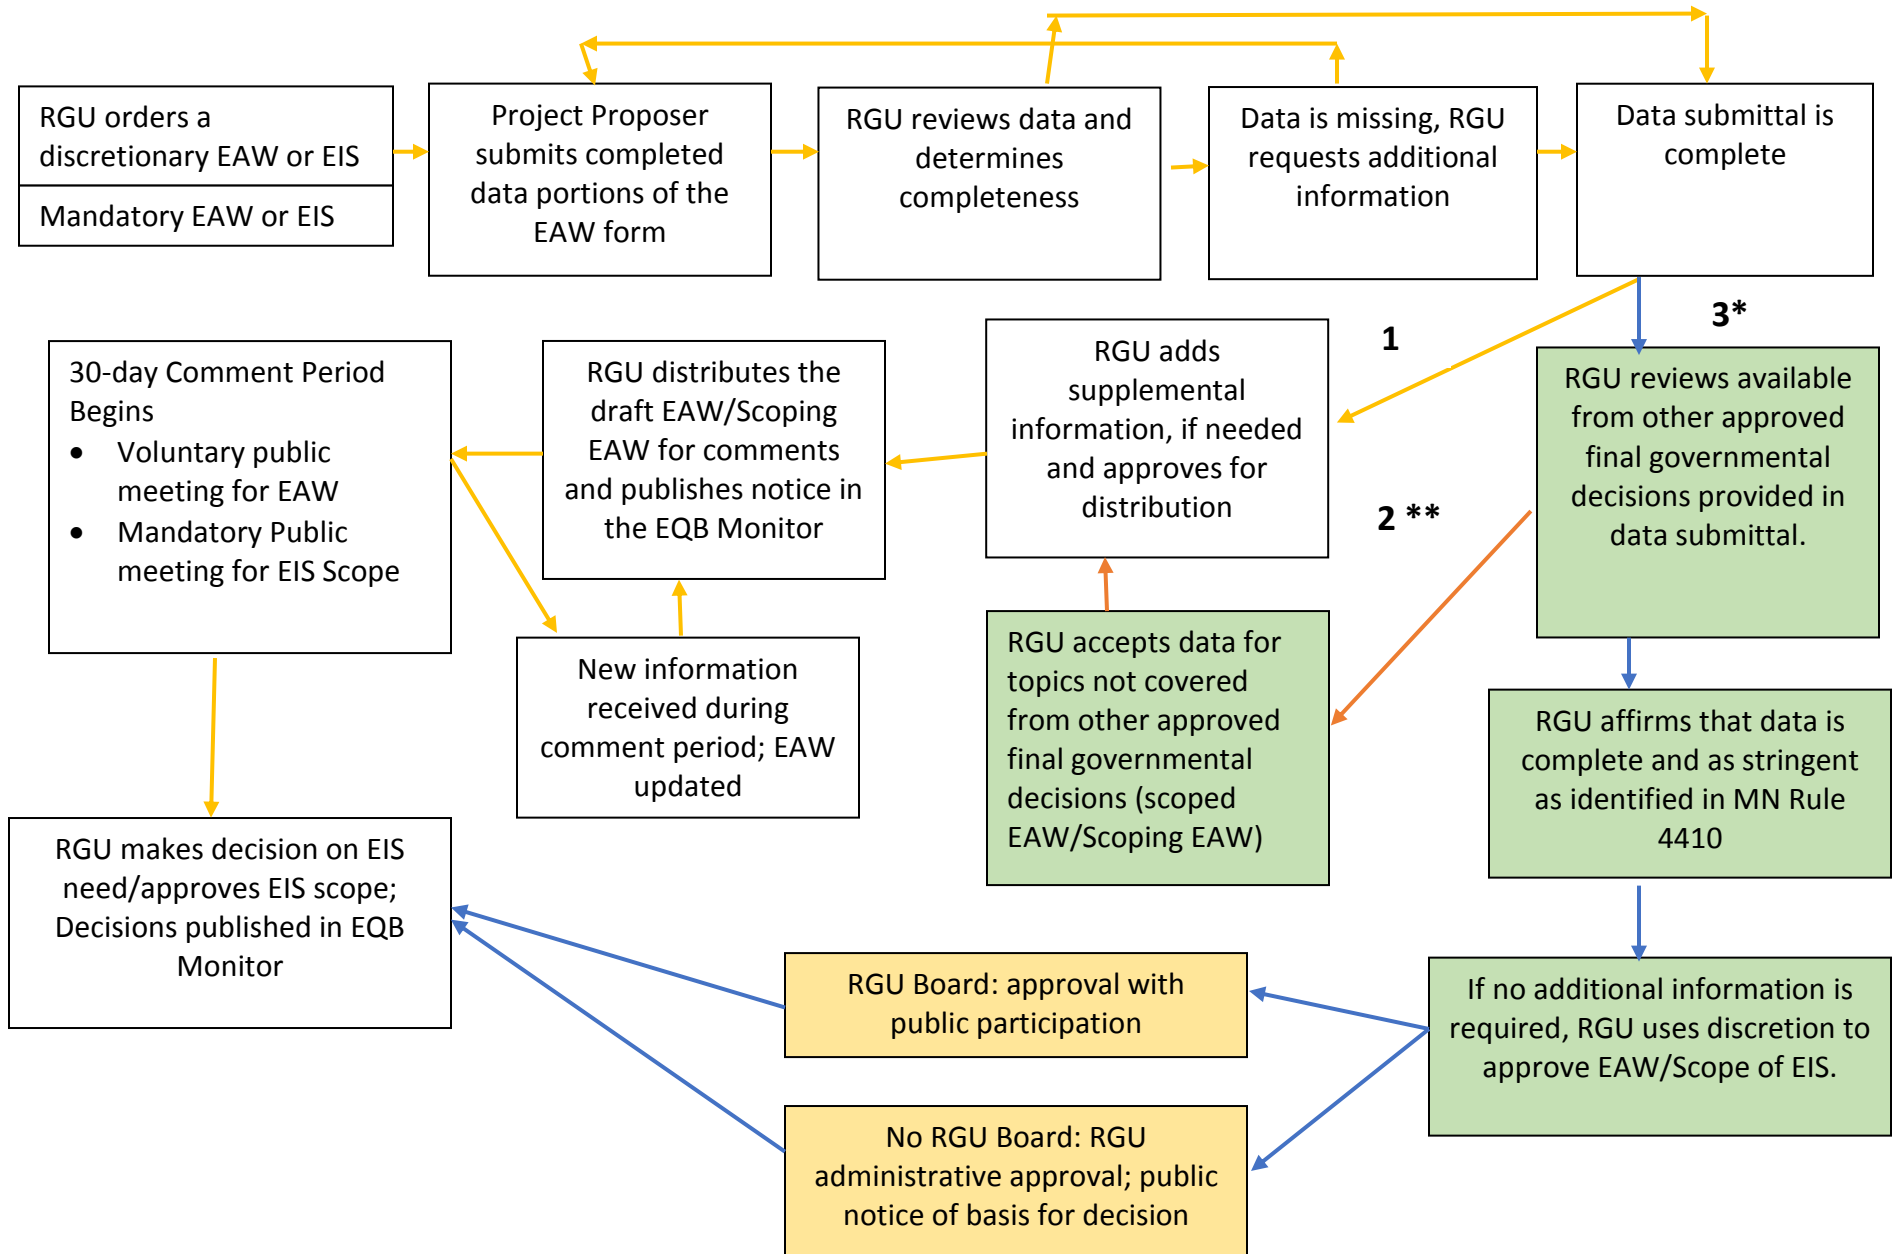 RGU orders a
discretionary EAW or EIS
Mandatory EAW or EIS
Project Proposer
submits completed
data portions of the
EAW form
RGU reviews data and
determines
completeness
Data is missing, RGU
requests additional
information
Data submittal is
complete
30-day Comment Period
Begins
• Voluntary public
meeting for EAW
• Mandatory Public
meeting for EIS Scope
RGU distributes the
draft EAW/Scoping
EAW for comments
and publishes notice in
the EQB Monitor
RGU adds
supplemental
information, if needed
and approves for
distribution
1
3*
2 **
RGU reviews available
from other approved
final governmental
decisions provided in
data submittal.
New information
received during
comment period; EAW
updated
RGU accepts data for
topics not covered
from other approved
final governmental
decisions (scoped
EAW/Scoping EAW)
RGU affirms that data is
complete and as stringent
as identified in MN Rule
4410
RGU makes decision on EIS
need/approves EIS scope;
Decisions published in EQB
Monitor
RGU Board: approval with
public participation
If no additional information is
required, RGU uses discretion to
approve EAW/Scope of EIS.
No RGU Board: RGU
administrative approval; public
notice of basis for decision